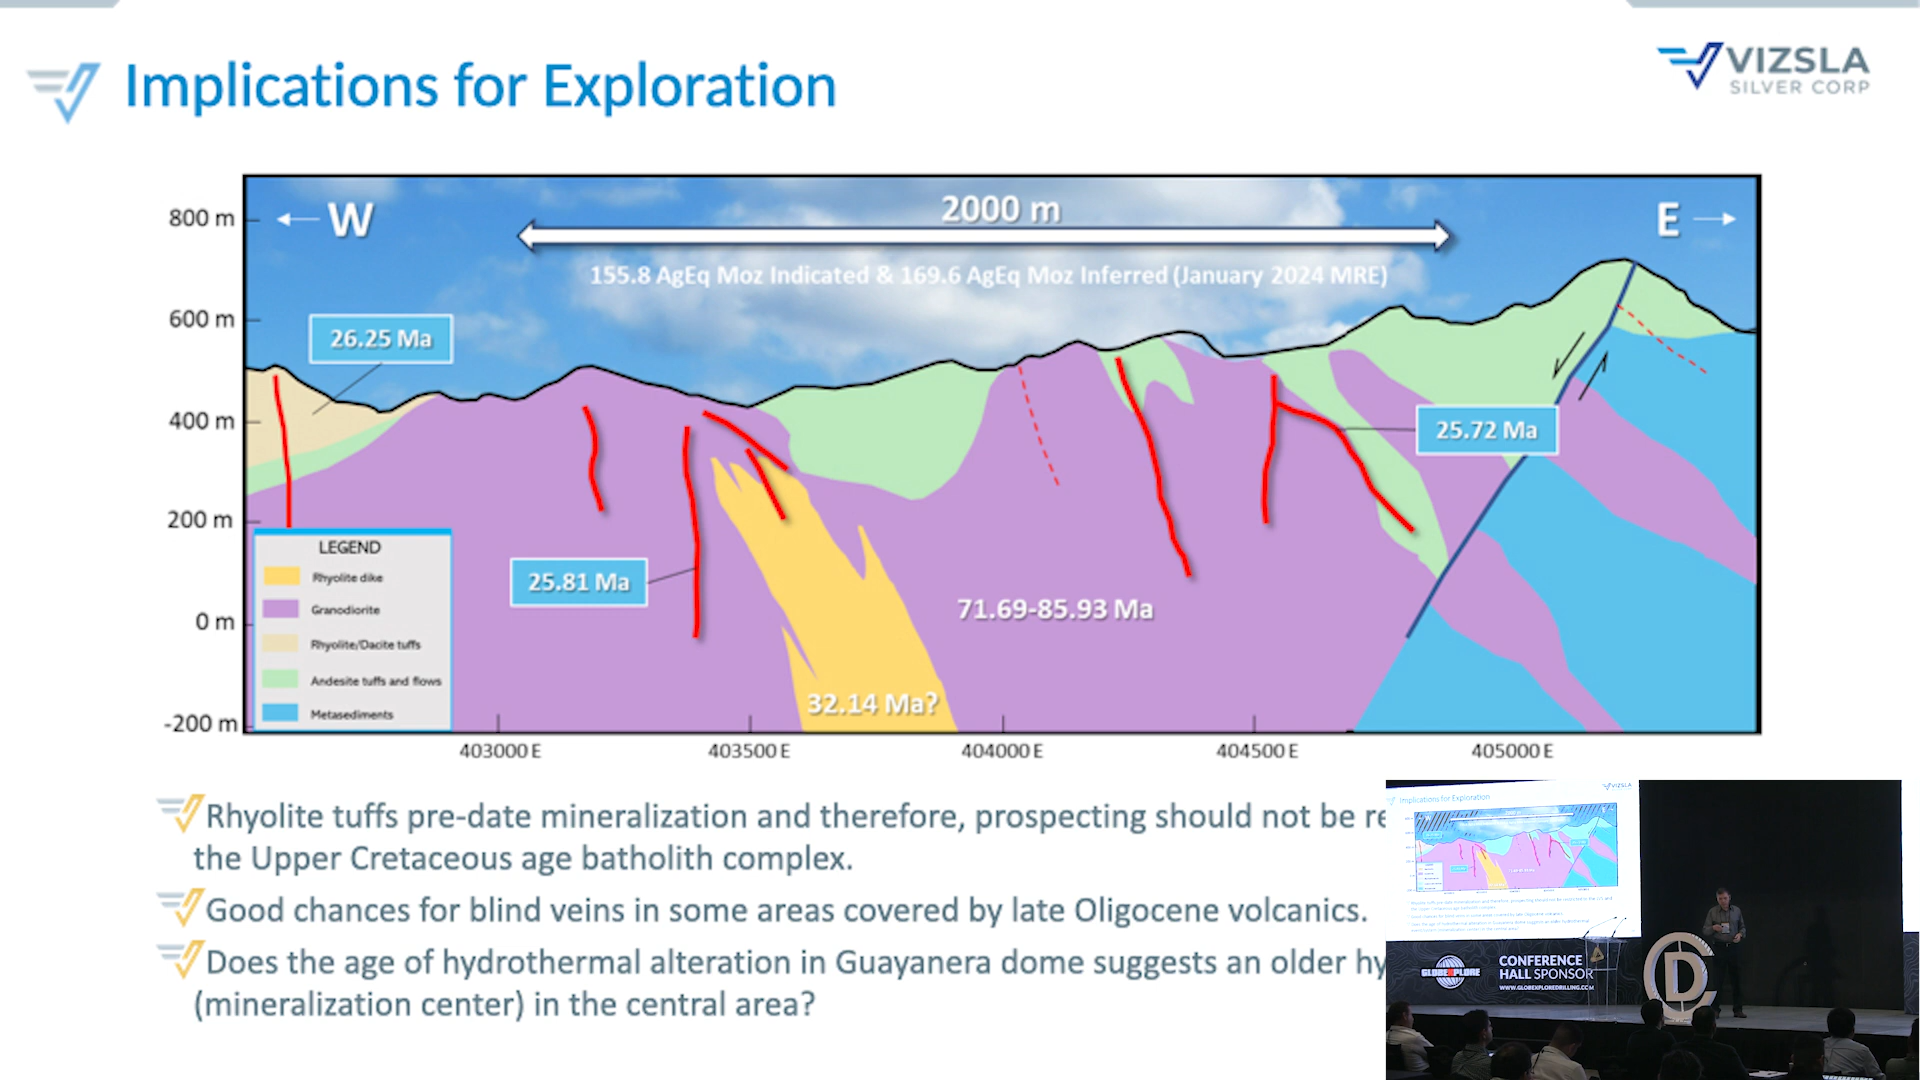 Implications for Exploration
VIZSLA
SILVER CORP
800 m
600 m
400 m
200 m
0 m
-200 m
W
E
2000 m
155.8 AgEq Moz Indicated & 169.6 AgEq Moz Inferred (January 2024 MRE)
26.25 Ma
25.72 Ma
25.81 Ma
71.69-85.93 Ma
32.14 Ma?
LEGEND
Rhyolite dike
Granodiorite
Rhyolite/Dacite tuffs
Andesite tuffs and flows
Metasediments
403000 E
403500 E
404000 E
404500 E
405000 E
Rhyolite tuffs pre-date mineralization and therefore, prospecting should not be re
the Upper Cretaceous age batholith complex.
Good chances for blind veins in some areas covered by late Oligocene volcanics.
Does the age of hydrothermal alteration in Guayanera dome suggests an older hy
(mineralization center) in the central area?
Implications for Exploration
VIZSLA
GLOBEXPLORE
CONFERENCE
HALL SPONSOR
WWW.GLOBEXPLOREDRILLING.COM
D